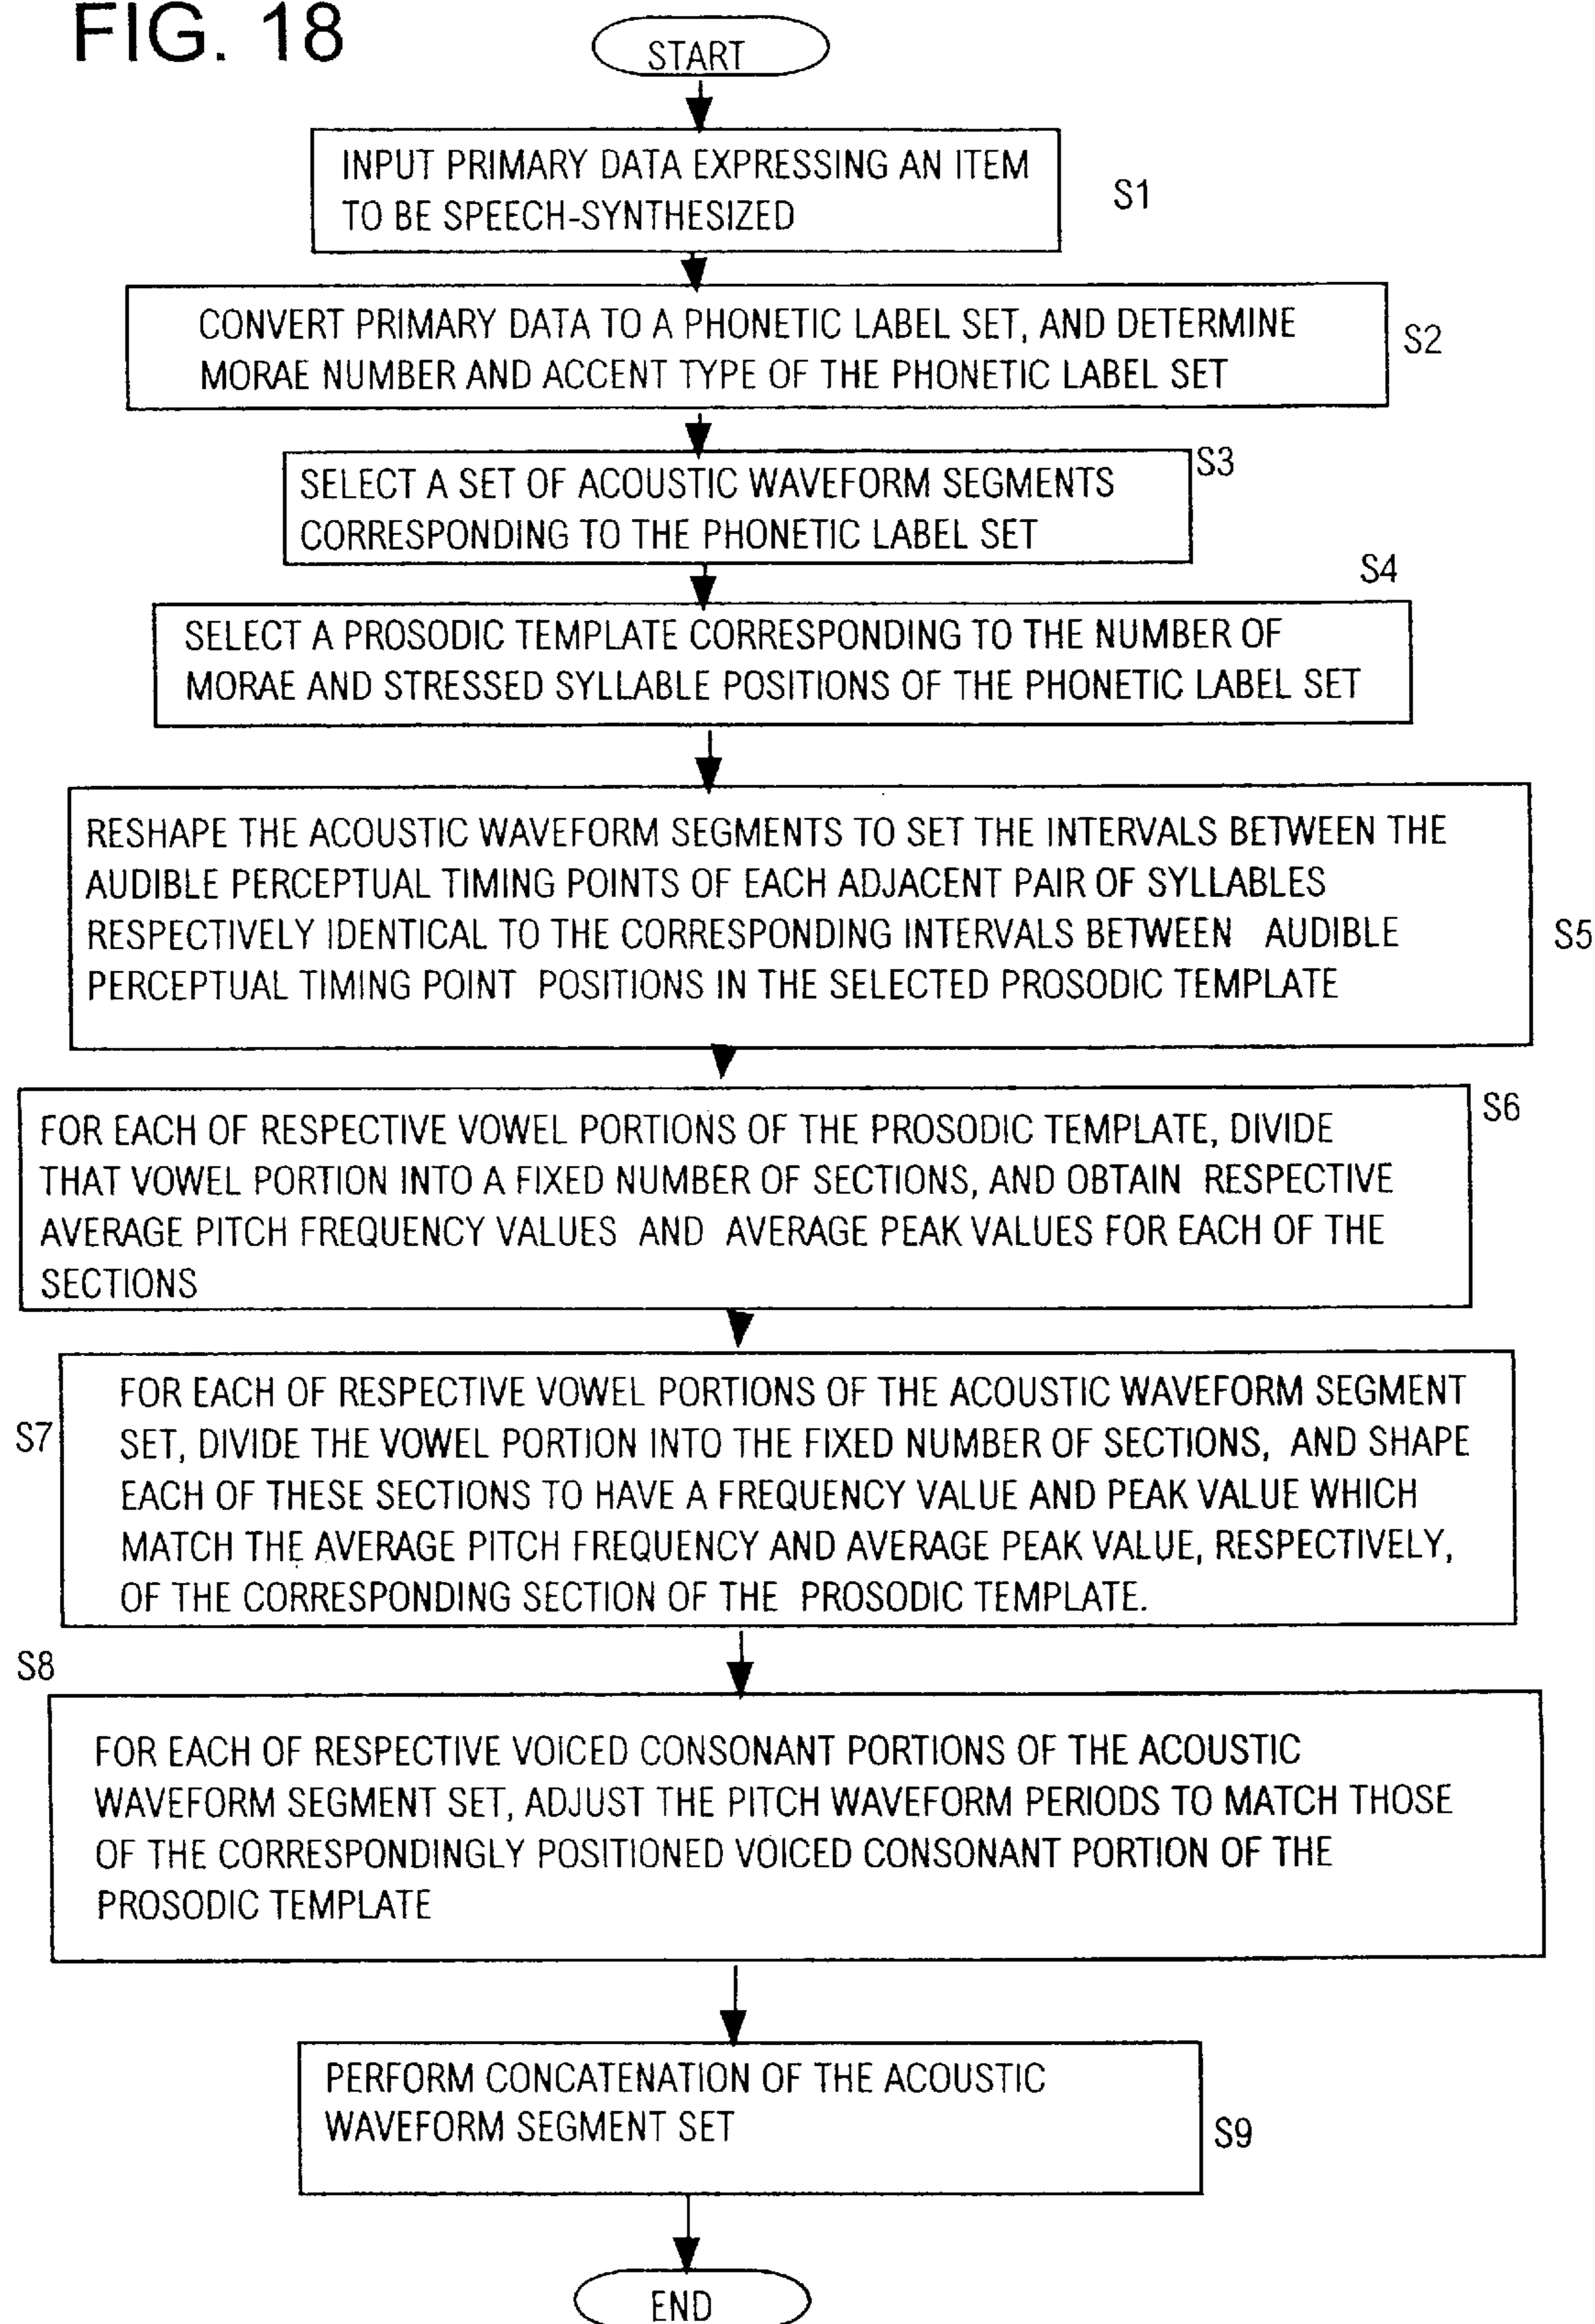 FIG. 18
START
INPUT PRIMARY DATA EXPRESSING AN ITEM
TO BE SPEECH-SYNTHESIZED
S1
CONVERT PRIMARY DATA TO A PHONETIC LABEL SET, AND DETERMINE
MORAE NUMBER AND ACCENT TYPE OF THE PHONETIC LABEL SET
S2
SELECT A SET OF ACOUSTIC WAVEFORM SEGMENTS
CORRESPONDING TO THE PHONETIC LABEL SET
S3
S4
SELECT A PROSODIC TEMPLATE CORRESPONDING TO THE NUMBER OF
MORAE AND STRESSED SYLLABLE POSITIONS OF THE PHONETIC LABEL SET
RESHAPE THE ACOUSTIC WAVEFORM SEGMENTS TO SET THE INTERVALS BETWEEN THE
AUDIBLE PERCEPTUAL TIMING POINTS OF EACH ADJACENT PAIR OF SYLLABLES
RESPECTIVELY IDENTICAL TO THE CORRESPONDING INTERVALS BETWEEN AUDIBLE
PERCEPTUAL TIMING POINT POSITIONS IN THE SELECTED PROSODIC TEMPLATE
S5
FOR EACH OF RESPECTIVE VOWEL PORTIONS OF THE PROSODIC TEMPLATE, DIVIDE
THAT VOWEL PORTION INTO A FIXED NUMBER OF SECTIONS, AND OBTAIN RESPECTIVE
AVERAGE PITCH FREQUENCY VALUES AND AVERAGE PEAK VALUES FOR EACH OF THE
SECTIONS
S6
S7
FOR EACH OF RESPECTIVE VOWEL PORTIONS OF THE ACOUSTIC WAVEFORM SEGMENT
SET, DIVIDE THE VOWEL PORTION INTO THE FIXED NUMBER OF SECTIONS, AND SHAPE
EACH OF THESE SECTIONS TO HAVE A FREQUENCY VALUE AND PEAK VALUE WHICH
MATCH THE AVERAGE PITCH FREQUENCY AND AVERAGE PEAK VALUE, RESPECTIVELY,
OF THE CORRESPONDING SECTION OF THE PROSODIC TEMPLATE.
S8
FOR EACH OF RESPECTIVE VOICED CONSONANT PORTIONS OF THE ACOUSTIC
WAVEFORM SEGMENT SET, ADJUST THE PITCH WAVEFORM PERIODS TO MATCH THOSE
OF THE CORRESPONDINGLY POSITIONED VOICED CONSONANT PORTION OF THE
PROSODIC TEMPLATE
PERFORM CONCATENATION OF THE ACOUSTIC
WAVEFORM SEGMENT SET
S9
END